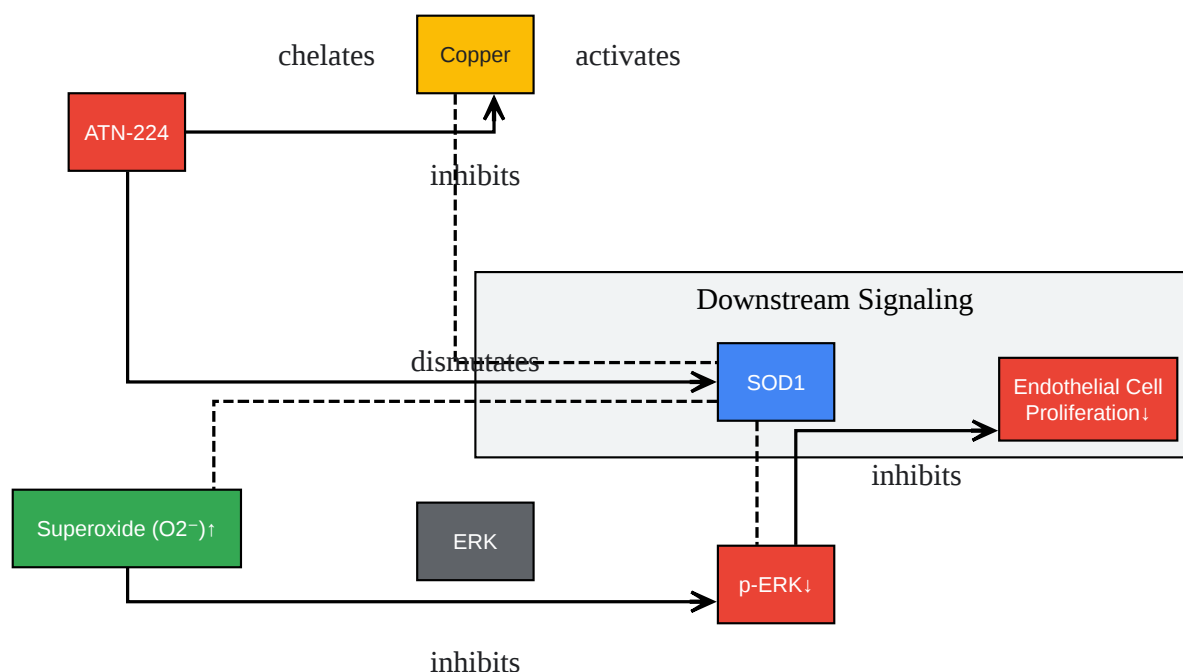 chelates
Copper
activates
ATN-224
inhibits
Downstream Signaling
dismutates
SOD1
Endothelial Cell
Proliferation↓
inhibits
Superoxide (O2⁻)↑
ERK
p-ERK↓
inhibits